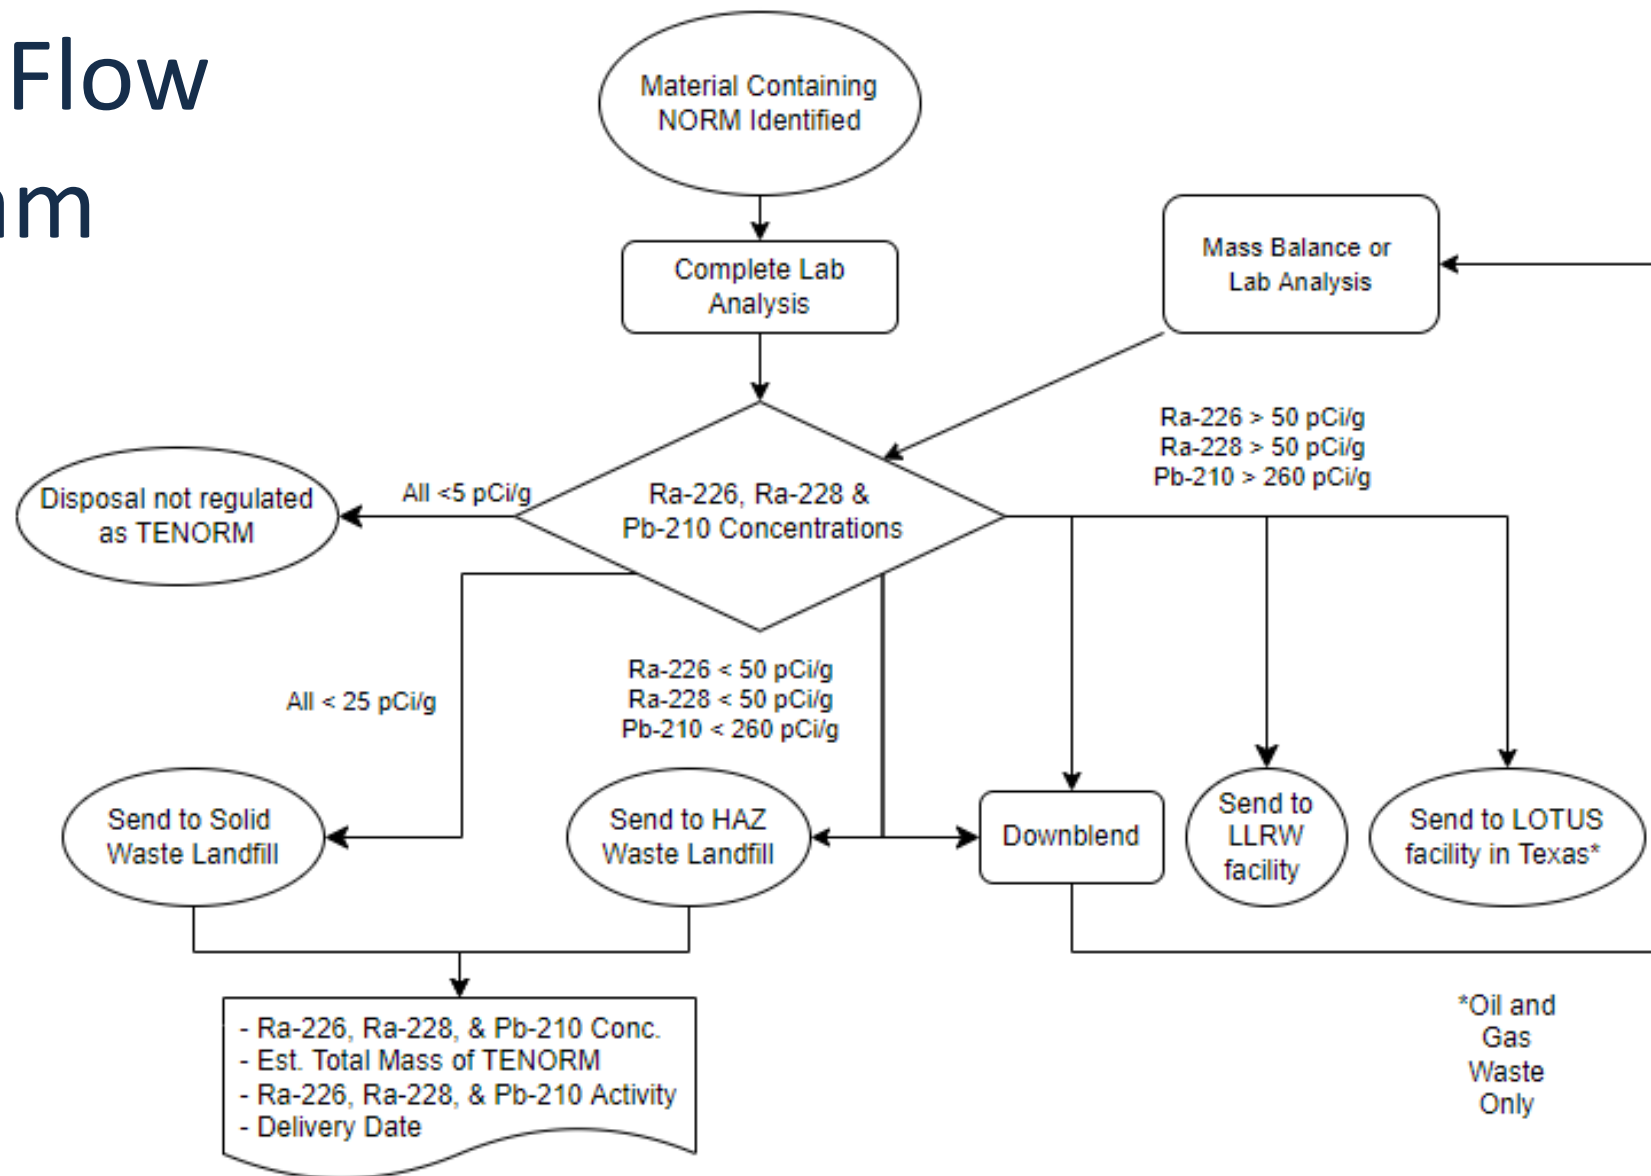 Flow
am
Material Containing
NORM Identified
Complete Lab
Analysis
Mass Balance or
Lab Analysis
Ra-226 > 50 pCi/g
Ra-228 > 50 pCi/g
Pb-210 > 260 pCi/g
Disposal not regulated
as TENORM
All <5 pCi/g
Ra-226, Ra-228 &
Pb-210 Concentrations
All < 25 pCi/g
Ra-226 < 50 pCi/g
Ra-228 < 50 pCi/g
Pb-210 < 260 pCi/g
Send to Solid
Waste Landfill
Send to HAZ
Waste Landfill
Downblend
Send to
LLRW
facility
Send to LOTUS
facility in Texas*
- Ra-226, Ra-228, & Pb-210 Conc.
- Est. Total Mass of TENORM
- Ra-226, Ra-228, & Pb-210 Activity
- Delivery Date
*Oil and
Gas
Waste
Only